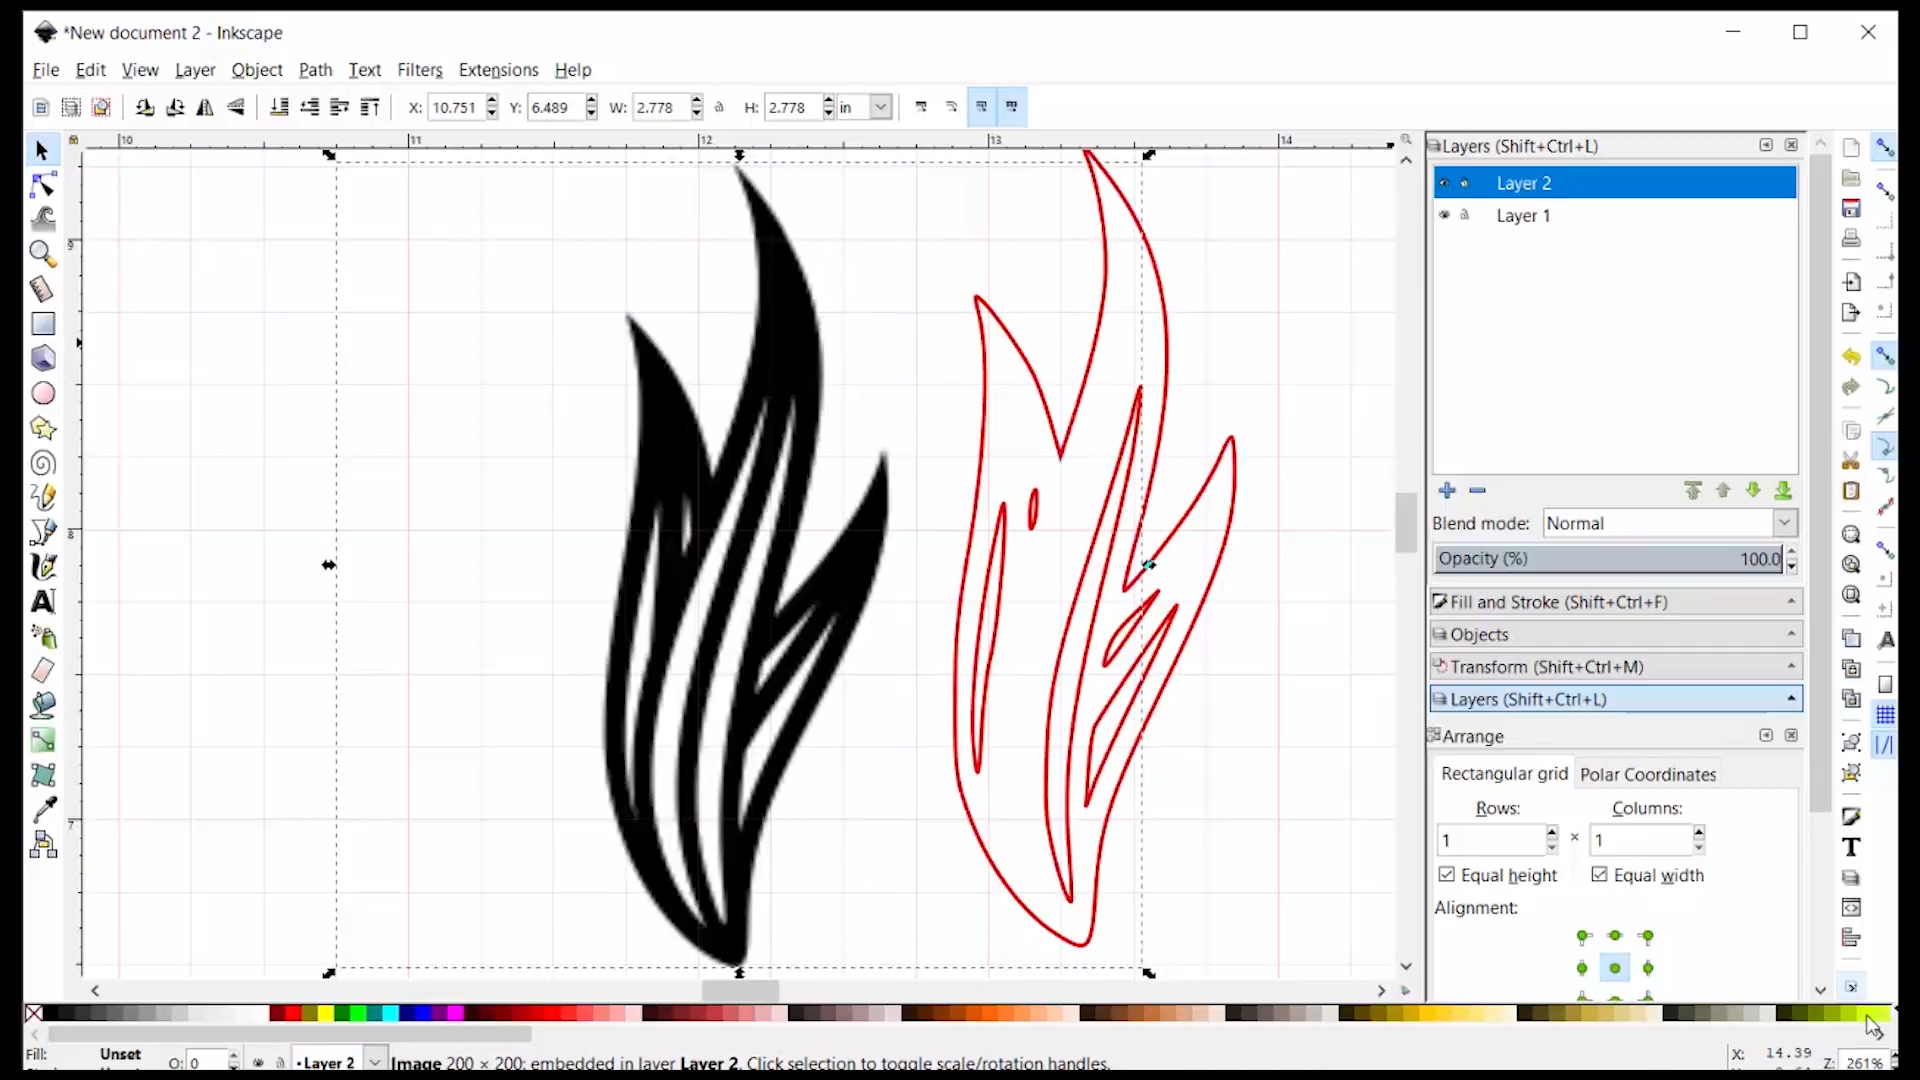 *New document 2 - Inkscape
File Edit View Layer Object Path Text Filters Extensions Help
X: 10.751 Y: 6.489 W: 2.778 H: 2.778 in
10 11 12 13 14
Layers (Shift+Ctrl+L)
Layer 2
Layer 1
Blend mode: Normal
Opacity (%) 100.0
Fill and Stroke (Shift+Ctrl+F)
Objects
Transform (Shift+Ctrl+M)
Layers (Shift+Ctrl+L)
Arrange
Rectangular grid Polar Coordinates
Rows: Columns:
1 × 1
Equal height Equal width
Alignment:
9
8
7
Fill: Unset O: 0 •Layer 2 Image 200 × 200: embedded in layer Layer 2. Click selection to toggle scale/rotation handles.
X: 14.39 Z: 261%